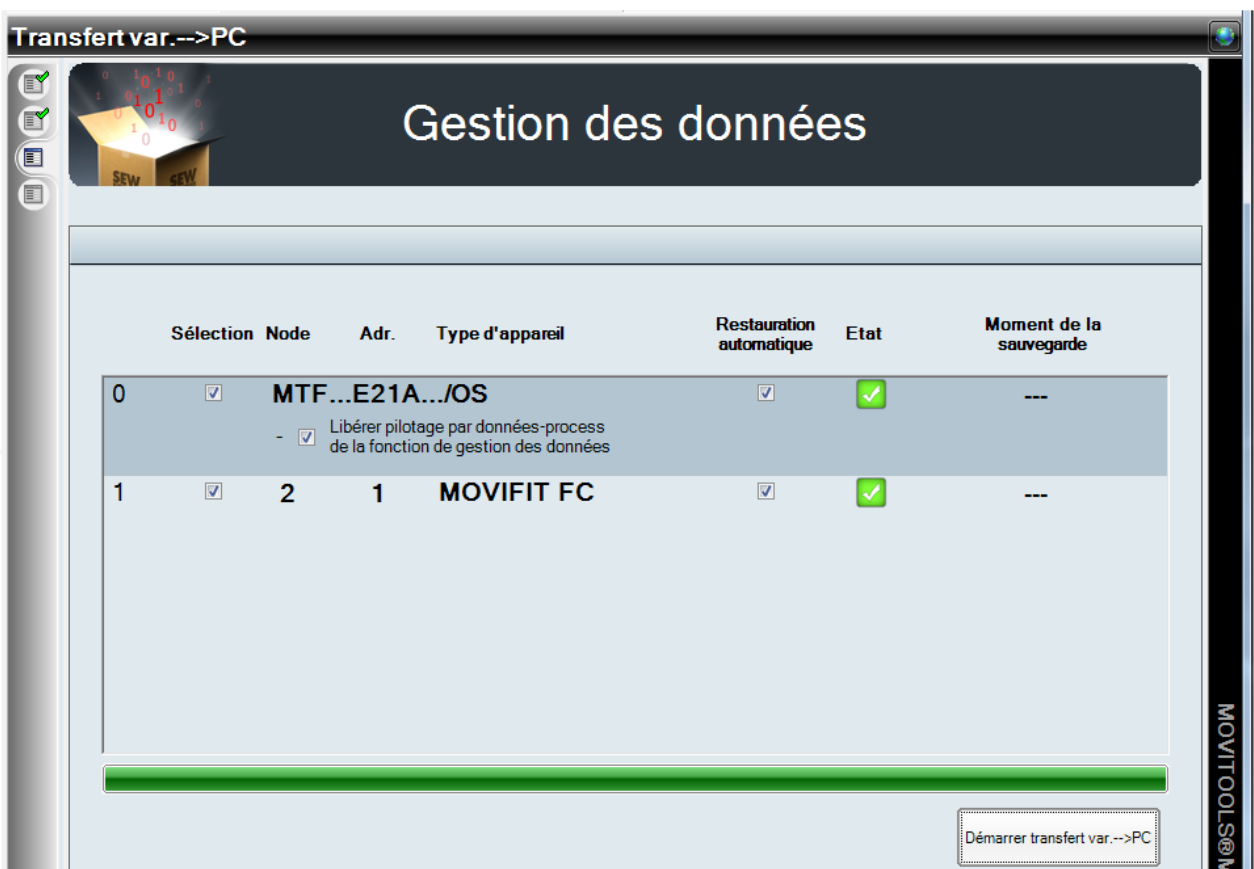 Transfert var.-->PC
Gestion des données
SEW SEW
Sélection Node Adr. Type d'appareil Restauration automatique Etat Moment de la sauvegarde
0 MTF...E21A.../OS ---
- Libérer pilotage par données-process
de la fonction de gestion des données
1 2 1 MOVIFIT FC ---
Démarrer transfert var.-->PC
MOVITOOLS®